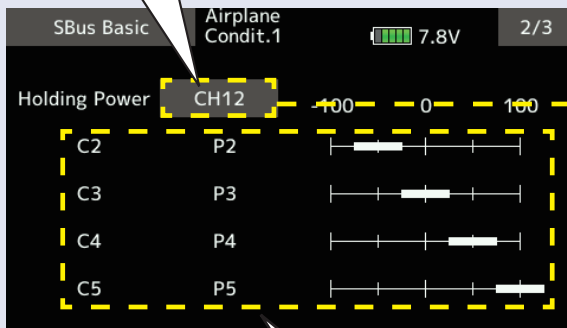 SBus Basic Airplane Condit.1 7.8V 2/3
Holding Power CH12 -100 0 100
C2 P2
C3 P3
C4 P4
C5 P5